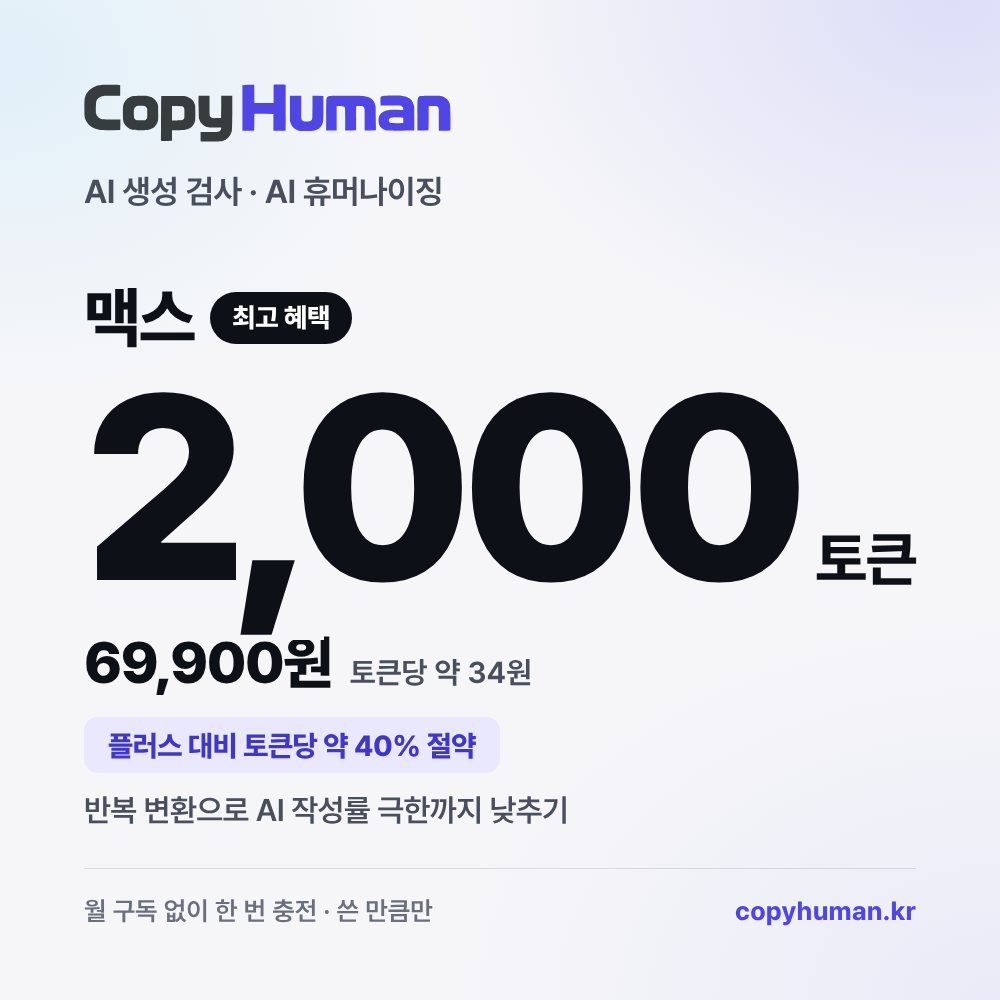 CopyHuman
AI 생성 검사 · AI 휴머나이징
맥스 최고 혜택
2,000 토큰
69,900원 토큰당 약 34원
플러스 대비 토큰당 약 40% 절약
반복 변환으로 AI 작성률 극한까지 낮추기
월 구독 없이 한 번 충전 · 쓴 만큼만 copyhuman.kr